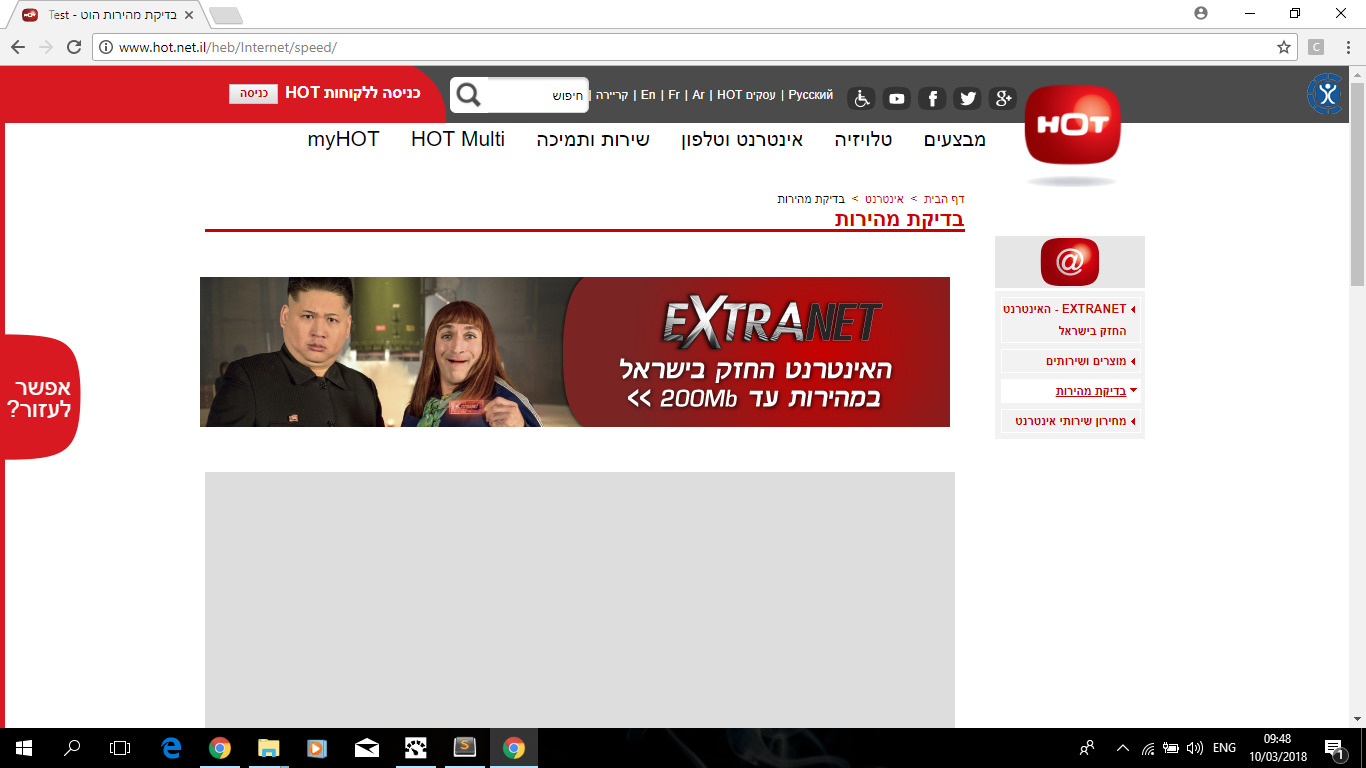 Test - בדיקת מהירות הוט
www.hot.net.il/heb/Internet/speed/
C
כניסה ללקוחות HOT
כניסה
חיפוש
Русский | עסקים HOT | Ar | Fr | En | קריירה |
HOT
מבצעים
טלויזיה
אינטרנט וטלפון
שירות ותמיכה
HOT Multi
myHOT
דף הבית > אינטרנט > בדיקת מהירות
בדיקת מהירות
@
EXTRANET - האינטרנט
החזק בישראל
מוצרים ושירותים
בדיקת מהירות
מחירון שירותי אינטרנט
EXTRANET
האינטרנט החזק בישראל
במהירות עד 200Mb >>
אפשר
לעזור?
ENG
09:48
10/03/2018
1